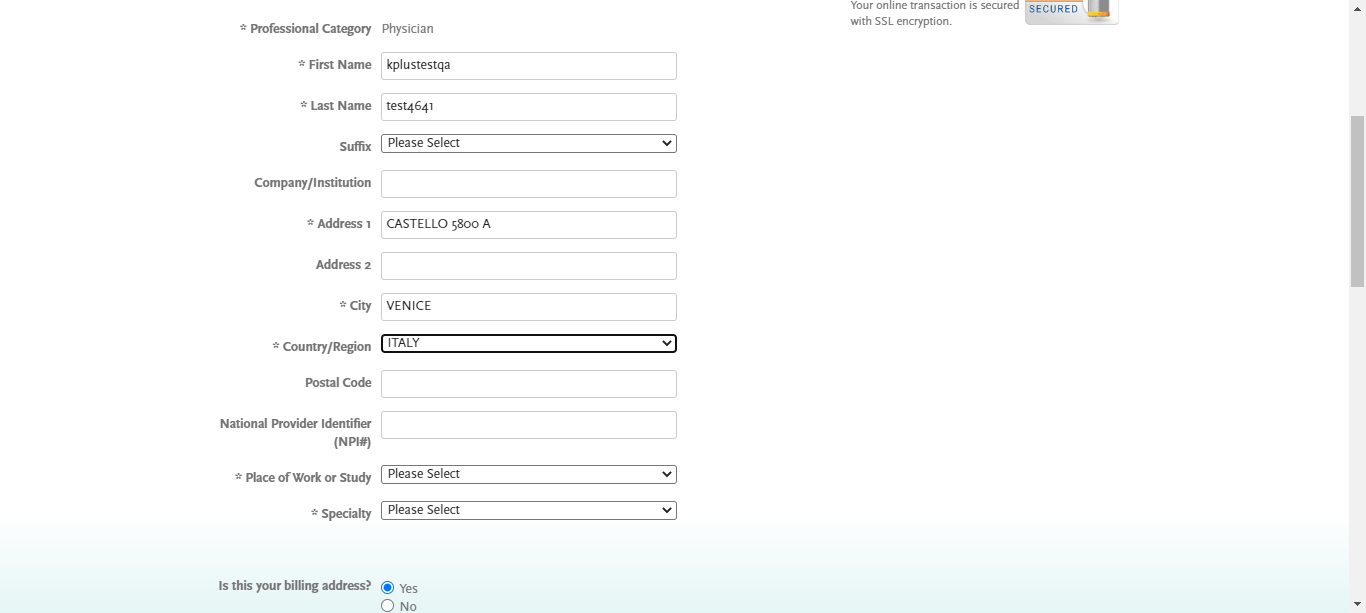 Your online transaction is secured
with SSL encryption.
SECURED
* Professional Category Physician
* First Name kplustestqa
* Last Name test4641
Suffix Please Select
Company/Institution
* Address 1 CASTELLO 5800 A
Address 2
* City VENICE
* Country/Region ITALY
Postal Code
National Provider Identifier
(NPI#)
* Place of Work or Study Please Select
* Specialty Please Select
Is this your billing address? Yes
No